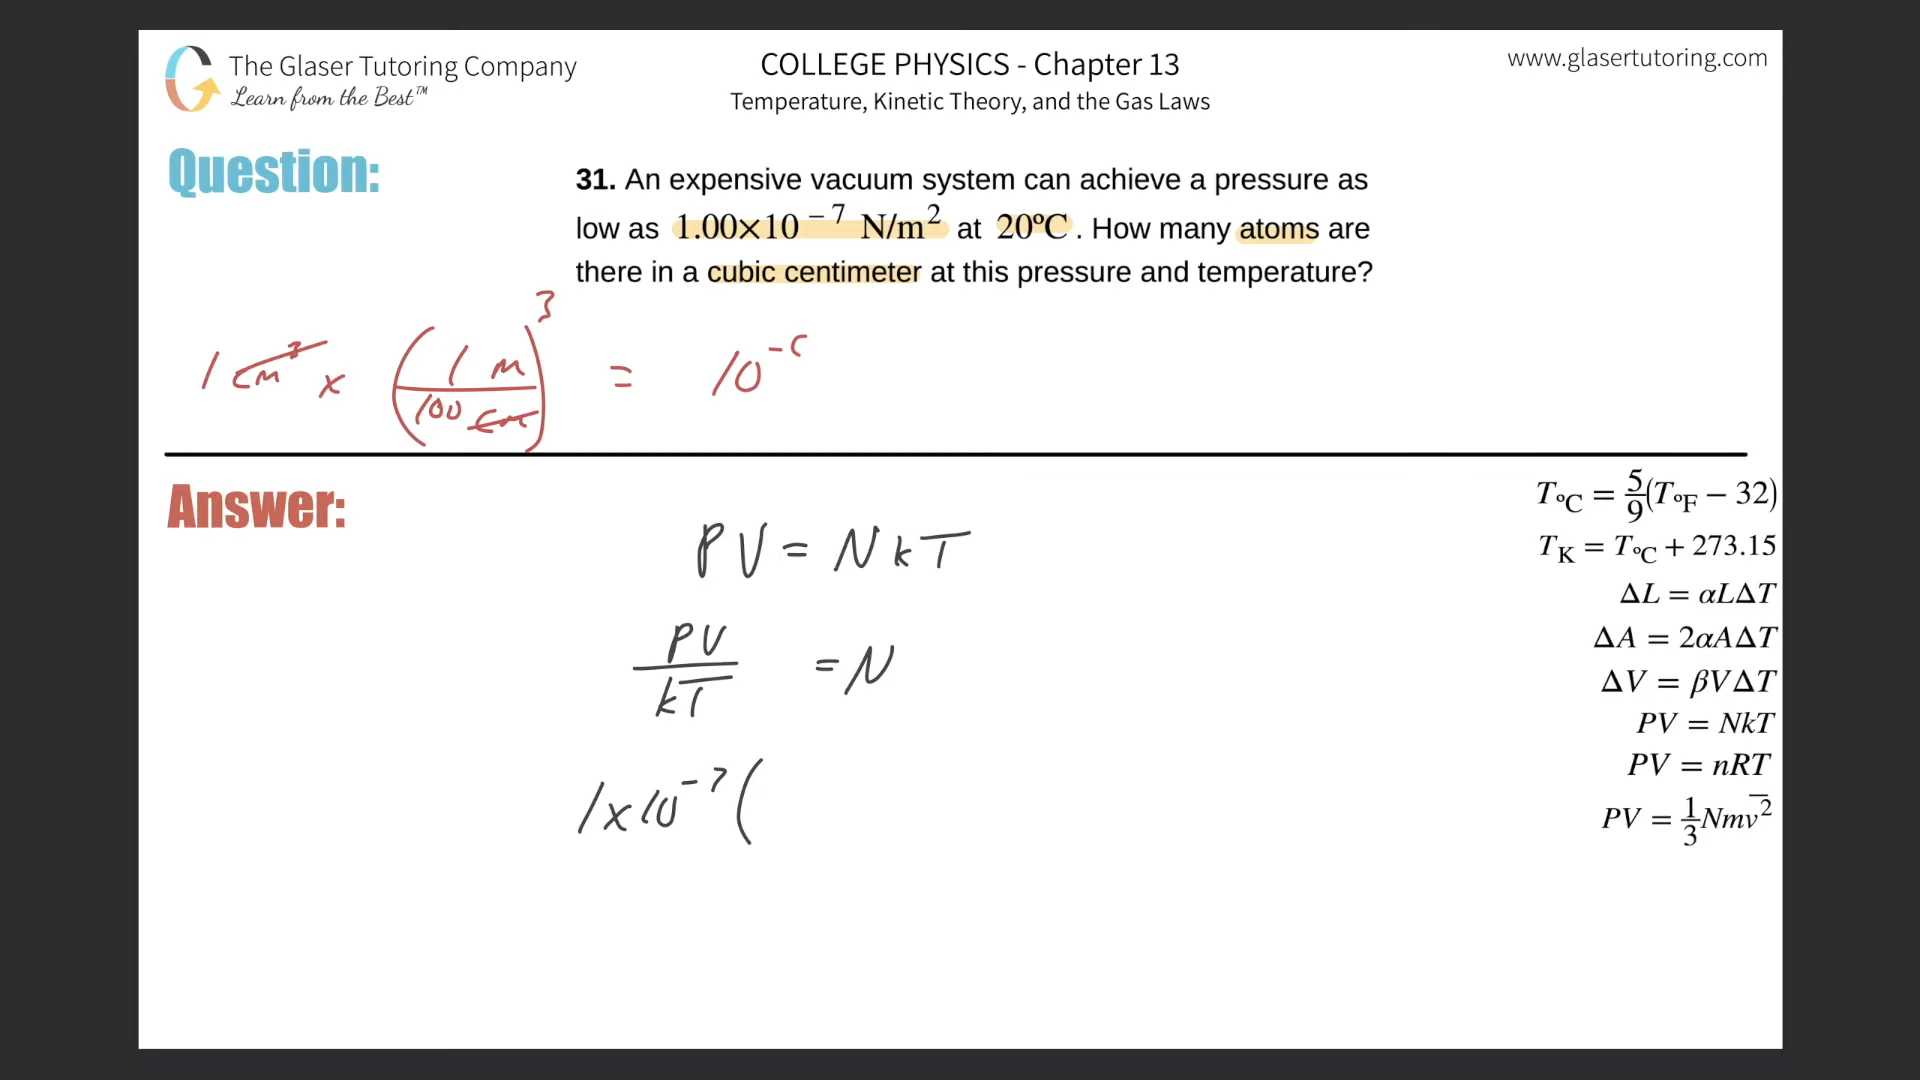 The Glaser Tutoring Company
Learn from the Best™
COLLEGE PHYSICS - Chapter 13
Temperature, Kinetic Theory, and the Gas Laws
www.glasertutoring.com
Question:
31. An expensive vacuum system can achieve a pressure as
low as 1.00×10⁻⁷ N/m² at 20ºC . How many atoms are
there in a cubic centimeter at this pressure and temperature?
1 cm³ x (1 m / 100 cm)³ = 10⁻
Answer:
PV = NkT
PV / kT = N
1x10⁻⁷ (
T_ºC = 5/9(T_ºF − 32)
T_K = T_ºC + 273.15
ΔL = αLΔT
ΔA = 2αAΔT
ΔV = βVΔT
PV = NkT
PV = nRT
PV = 1/3 Nmv̅²